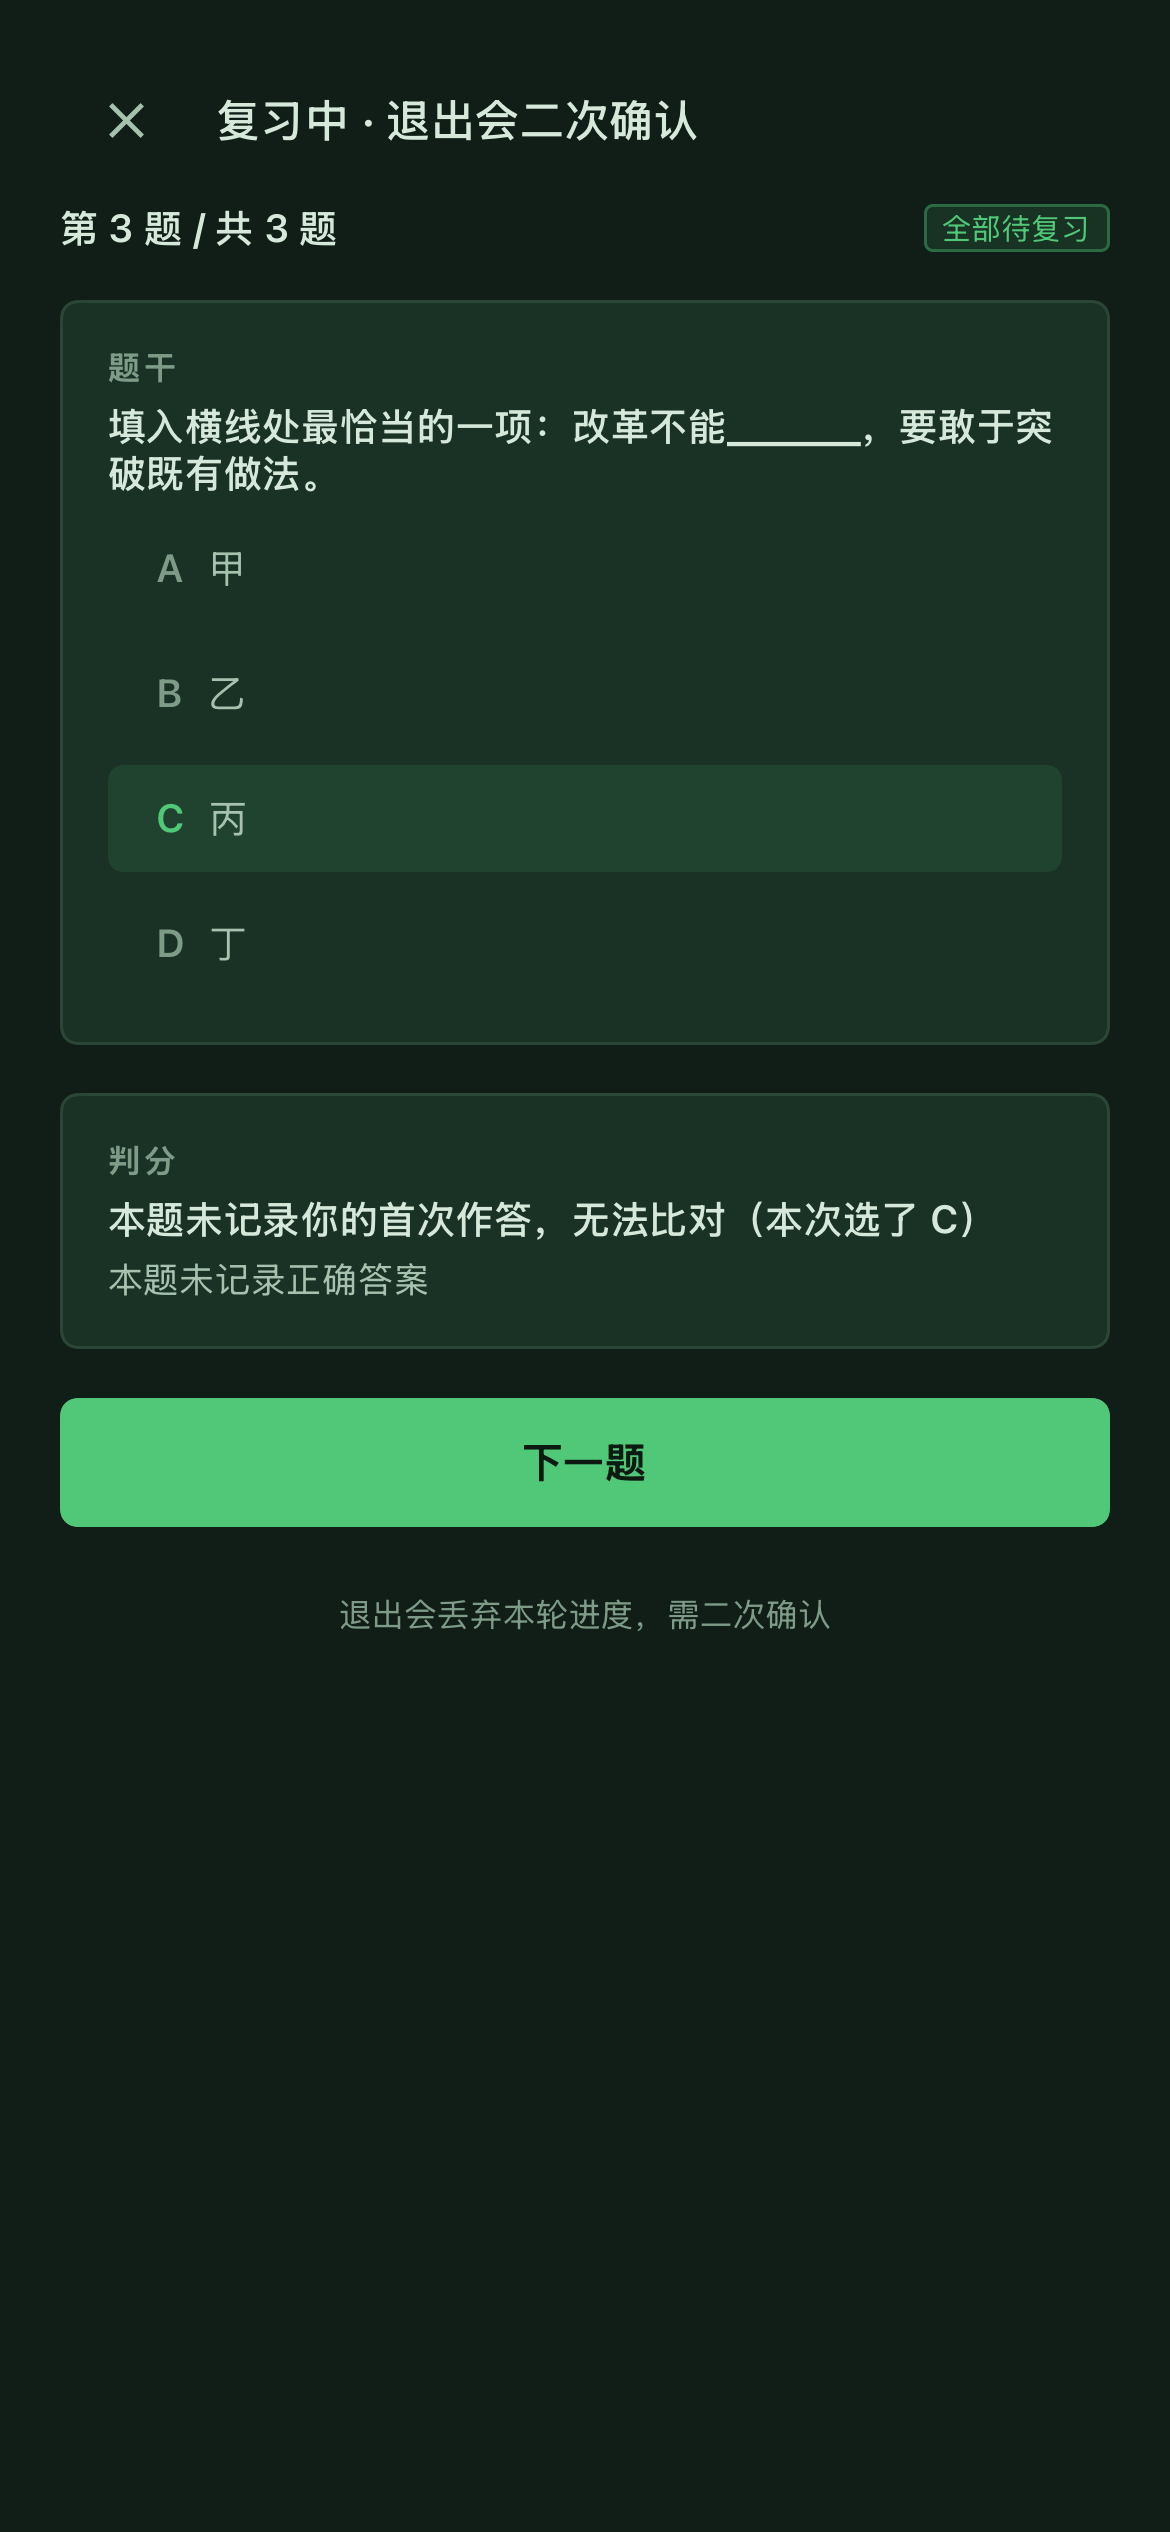 复习中 · 退出会二次确认
第 3 题 / 共 3 题
全部待复习
题干
填入横线处最恰当的一项：改革不能_______，要敢于突
破既有做法。
A 甲
B 乙
C 丙
D 丁
判分
本题未记录你的首次作答，无法比对（本次选了 C）
本题未记录正确答案
下一题
退出会丢弃本轮进度，需二次确认